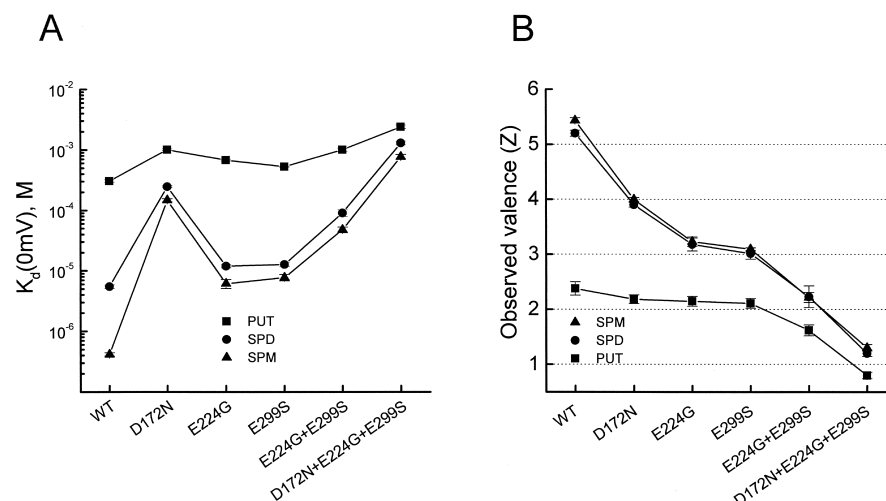 A
K_d(0mV), M
10⁻²
10⁻³
10⁻⁴
10⁻⁵
10⁻⁶
PUT
SPD
SPM
WT
D172N
E224G
E299S
E224G+E299S
D172N+E224G+E299S
B
Observed valence (Z)
6
5
4
3
2
1
SPM
SPD
PUT
WT
D172N
E224G
E299S
E224G+E299S
D172N+E224G+E299S